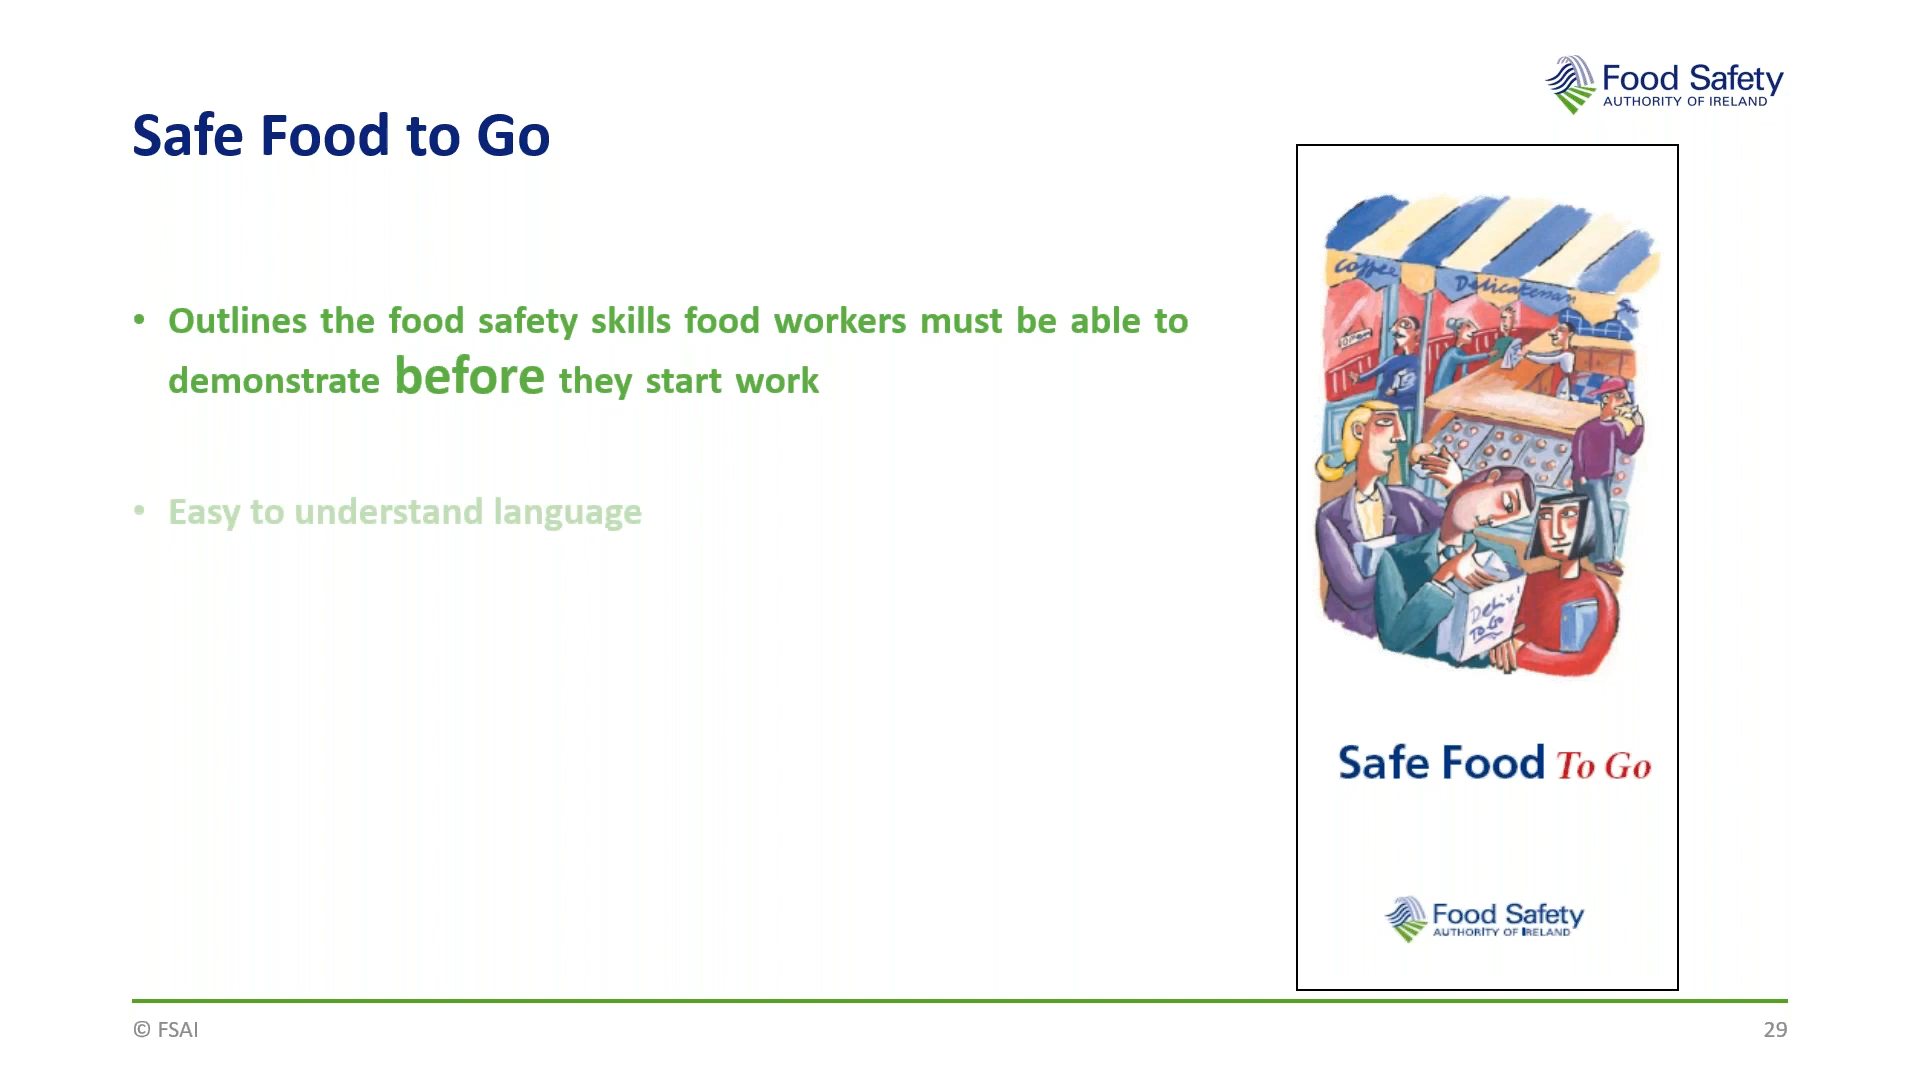 Food Safety
AUTHORITY OF IRELAND
Safe Food to Go
• Outlines the food safety skills food workers must be able to
demonstrate before they start work
• Easy to understand language
Coffee
Delicatessan
OPEN
Deli
TO GO
Safe Food To Go
Food Safety
AUTHORITY OF IRELAND
© FSAI
29